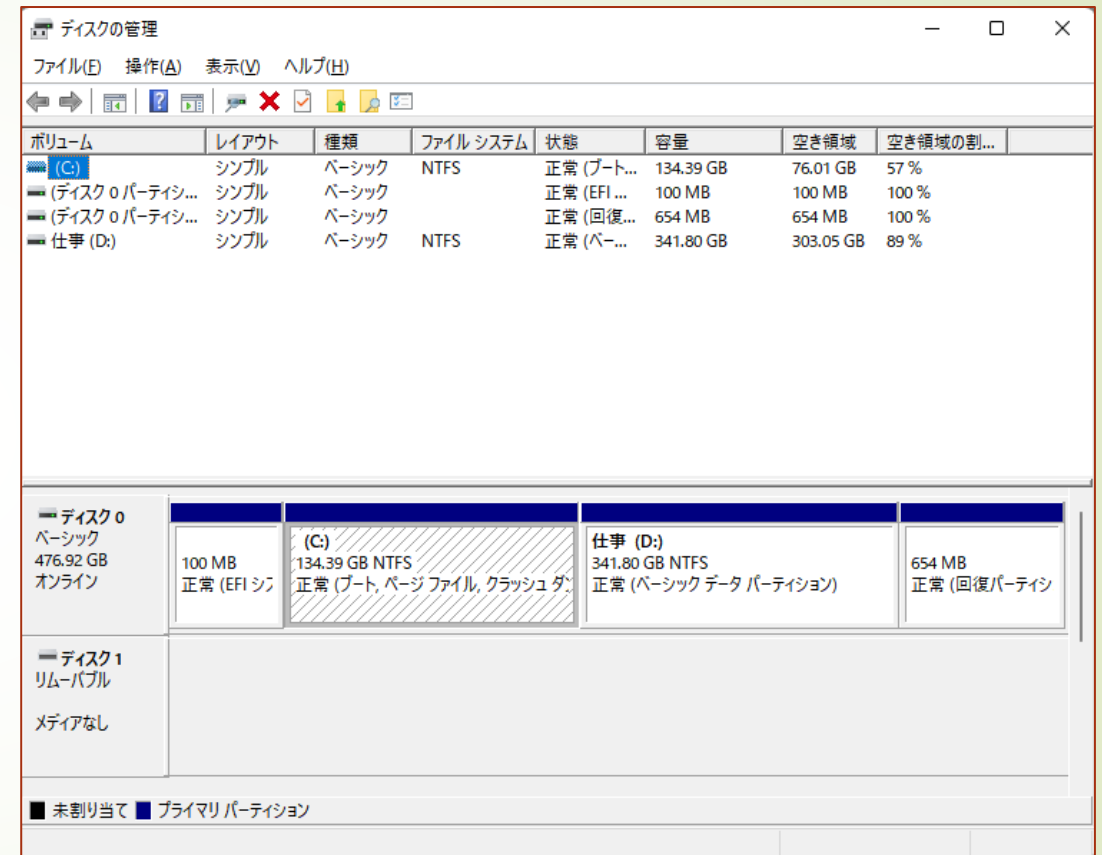 ディスクの管理
ファイル(F) 操作(A) 表示(V) ヘルプ(H)
ボリューム レイアウト 種類 ファイル システム 状態 容量 空き領域 空き領域の割...
(C:) シンプル ベーシック NTFS 正常 (ブート... 134.39 GB 76.01 GB 57 %
(ディスク 0 パーティシ... シンプル ベーシック 正常 (EFI ... 100 MB 100 MB 100 %
(ディスク 0 パーティシ... シンプル ベーシック 正常 (回復... 654 MB 654 MB 100 %
仕事 (D:) シンプル ベーシック NTFS 正常 (ベー... 341.80 GB 303.05 GB 89 %
ディスク 0
ベーシック
476.92 GB
オンライン
100 MB
正常 (EFI シス
(C:)
134.39 GB NTFS
正常 (ブート, ページ ファイル, クラッシュ ダン
仕事 (D:)
341.80 GB NTFS
正常 (ベーシック データ パーティション)
654 MB
正常 (回復パーティシ
ディスク 1
リムーバブル
メディアなし
未割り当て プライマリ パーティション